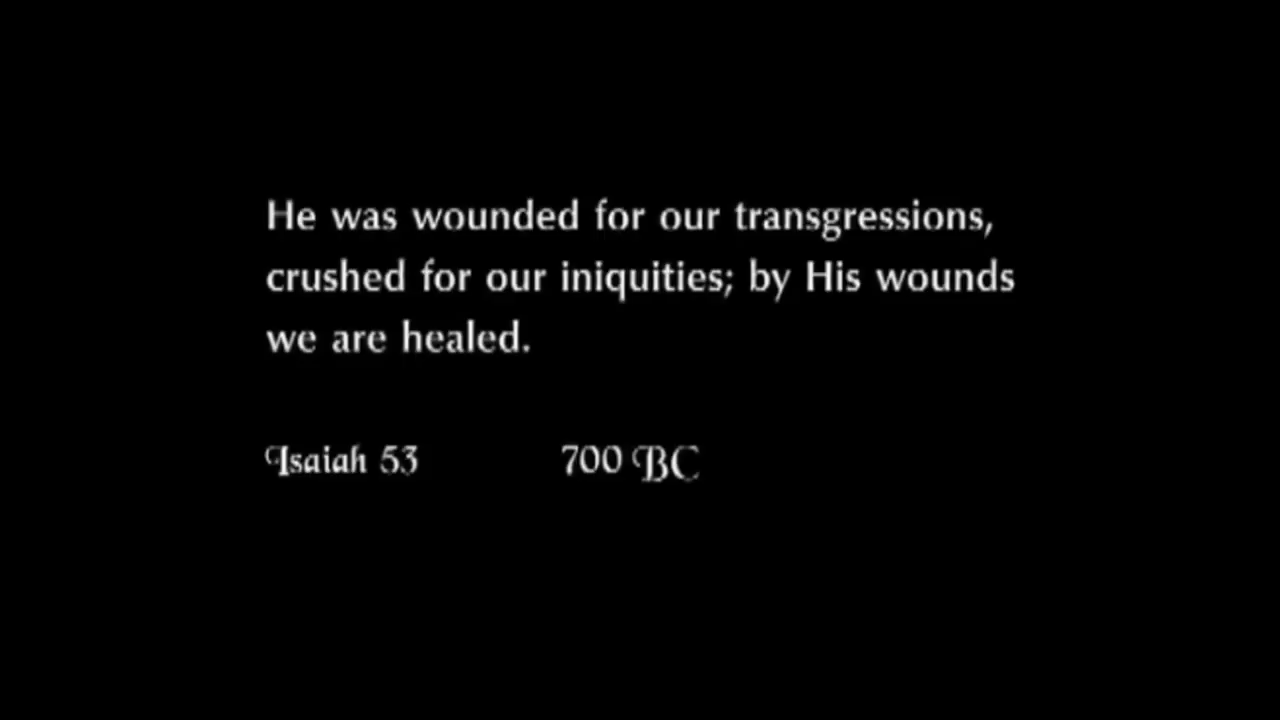 He was wounded for our transgressions,
crushed for our iniquities; by His wounds
we are healed.
Isaiah 53 700 BC